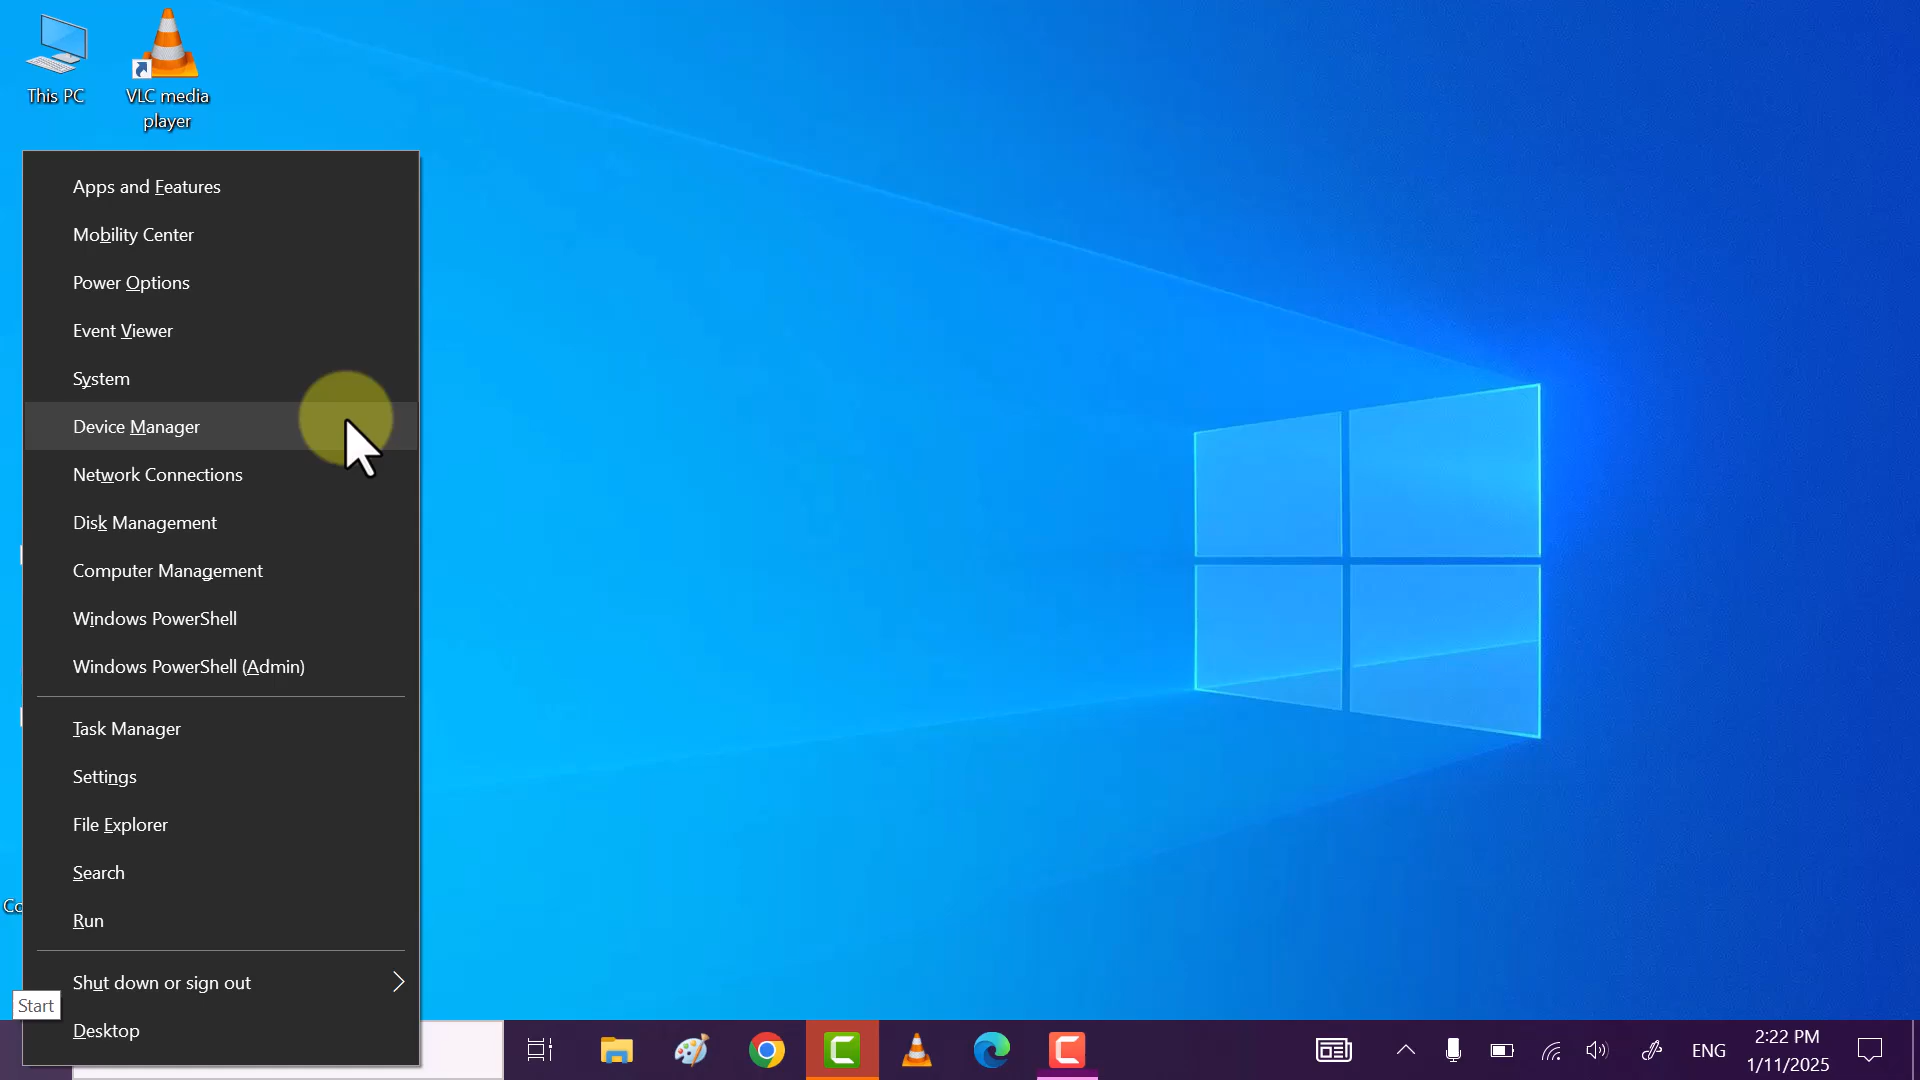 This PC
VLC media
player
Apps and Features
Mobility Center
Power Options
Event Viewer
System
Device Manager
Network Connections
Disk Management
Computer Management
Windows PowerShell
Windows PowerShell (Admin)
Task Manager
Settings
File Explorer
Search
Run
Shut down or sign out
Start
Desktop
ENG
2:22 PM
1/11/2025